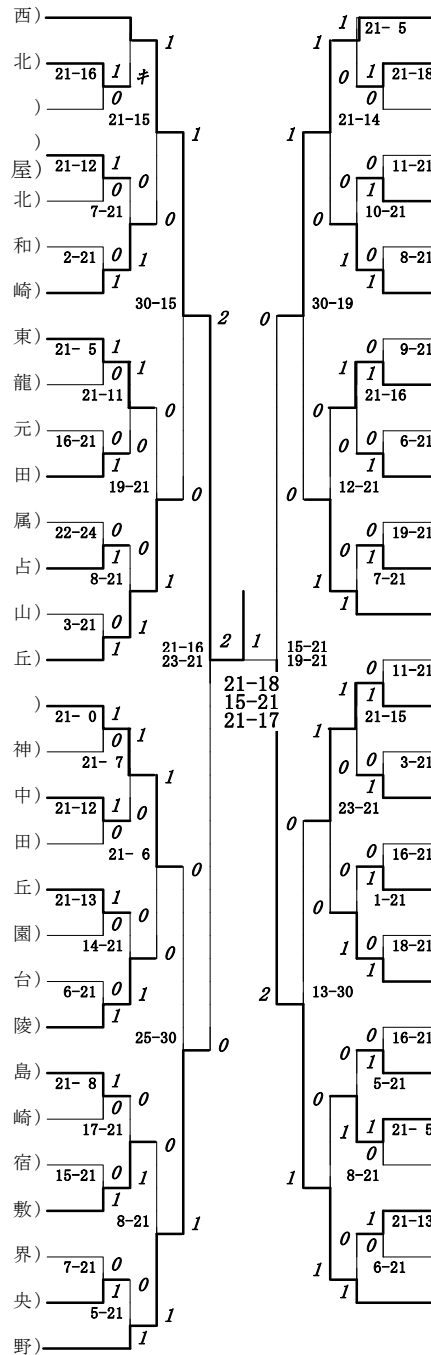 西) 1 1 21- 5
北) 21-16 1 キ 1 0 1 21-18
) 0 0
21-15 21-14
) 1 1
屋) 21-12 1 0 0 0 11-21
北) 0 1
7-21 10-21
和) 2-21 0 1 0 0 1 0 8-21
崎) 1 1
30-15 30-19
2 0
東) 21- 5 1 0 9-21
龍) 0 1 1 1
21-11 21-16
元) 16-21 0 0 0 0 0 0 6-21
田) 1 1
19-21 12-21
0 0
属) 22-24 0 0 19-21
占) 1 0 0 1
8-21 7-21
山) 3-21 0 1 1 1 1
丘) 1 1
21-16 2 1 15-21
23-21 19-21
21-18
15-21
21-17
) 21- 0 1 0 11-21
神) 0 1 1 1
21- 7 21-15
中) 21-12 1 0 1 1 0 0 3-21
田) 0 1
21- 6 23-21
0 0
丘) 21-13 1 0 16-21
園) 0 0 0 1
14-21 1-21
台) 6-21 0 1 0 0 1 0 18-21
陵) 1 1
25-30 13-30
0 2
島) 21- 8 1 0 16-21
崎) 0 0 0 1
17-21 5-21
宿) 15-21 0 1 0 0 1 1 21- 5
敷) 1 0
8-21 8-21
1 1
界) 7-21 0 1 21-13
央) 1 0 0 0
5-21 6-21
野) 1 1 1 1